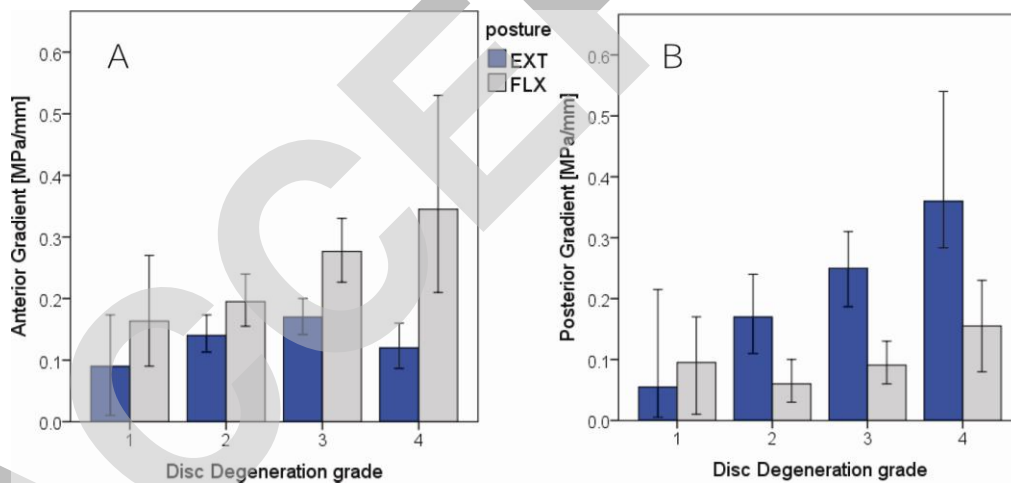 A
0.6
0.5
0.4
0.3
0.2
0.1
0.0
Anterior Gradient [MPa/mm]
1 2 3 4
Disc Degeneration grade
posture
EXT
FLX
B
0.6
0.5
0.4
0.3
0.2
0.1
0.0
Posterior Gradient [MPa/mm]
1 2 3 4
Disc Degeneration grade